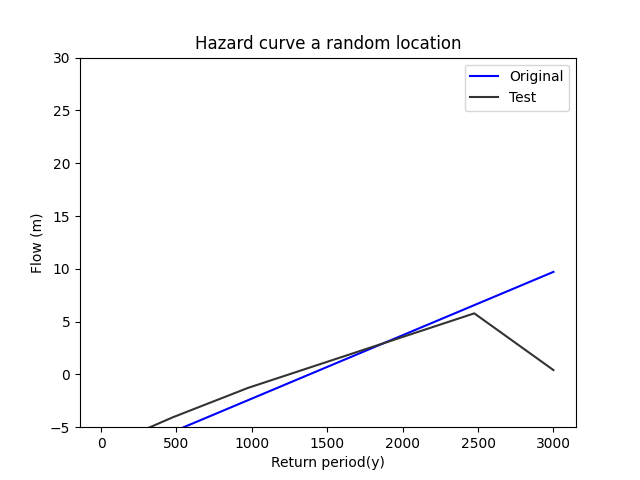 Hazard curve a random location
30
25
20
15
10
5
0
−5
Flow (m)
Original
Test
0 500 1000 1500 2000 2500 3000
Return period(y)